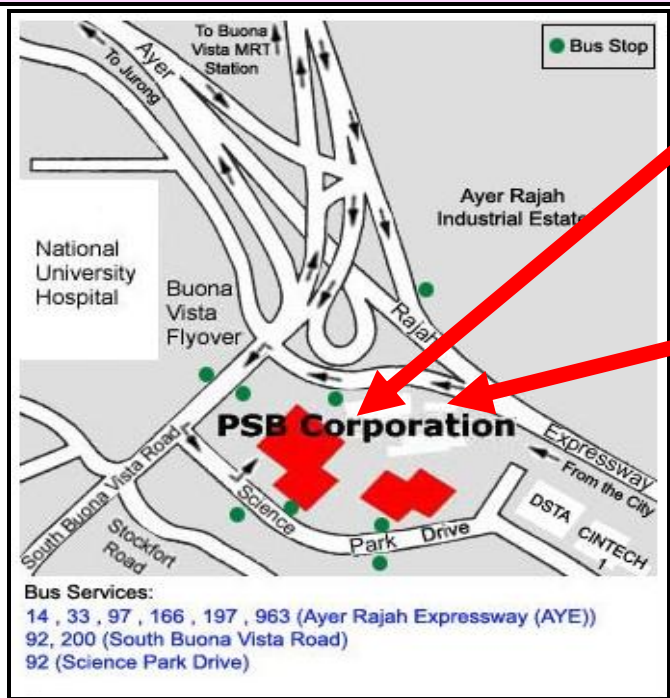 To Buona
Vista MRT
Station
Bus Stop
Ayer
To Jurong
Ayer Rajah
Industrial Estate
National
University
Hospital
Buona
Vista
Flyover
Rajah
PSB Corporation
Expressway
From the City
South Buona Vista Road
Science
Park Drive
Stockfort
Road
DSTA
CINTECH
1
Bus Services:
14 , 33 , 97 , 166 , 197 , 963 (Ayer Rajah Expressway (AYE))
92, 200 (South Buona Vista Road)
92 (Science Park Drive)